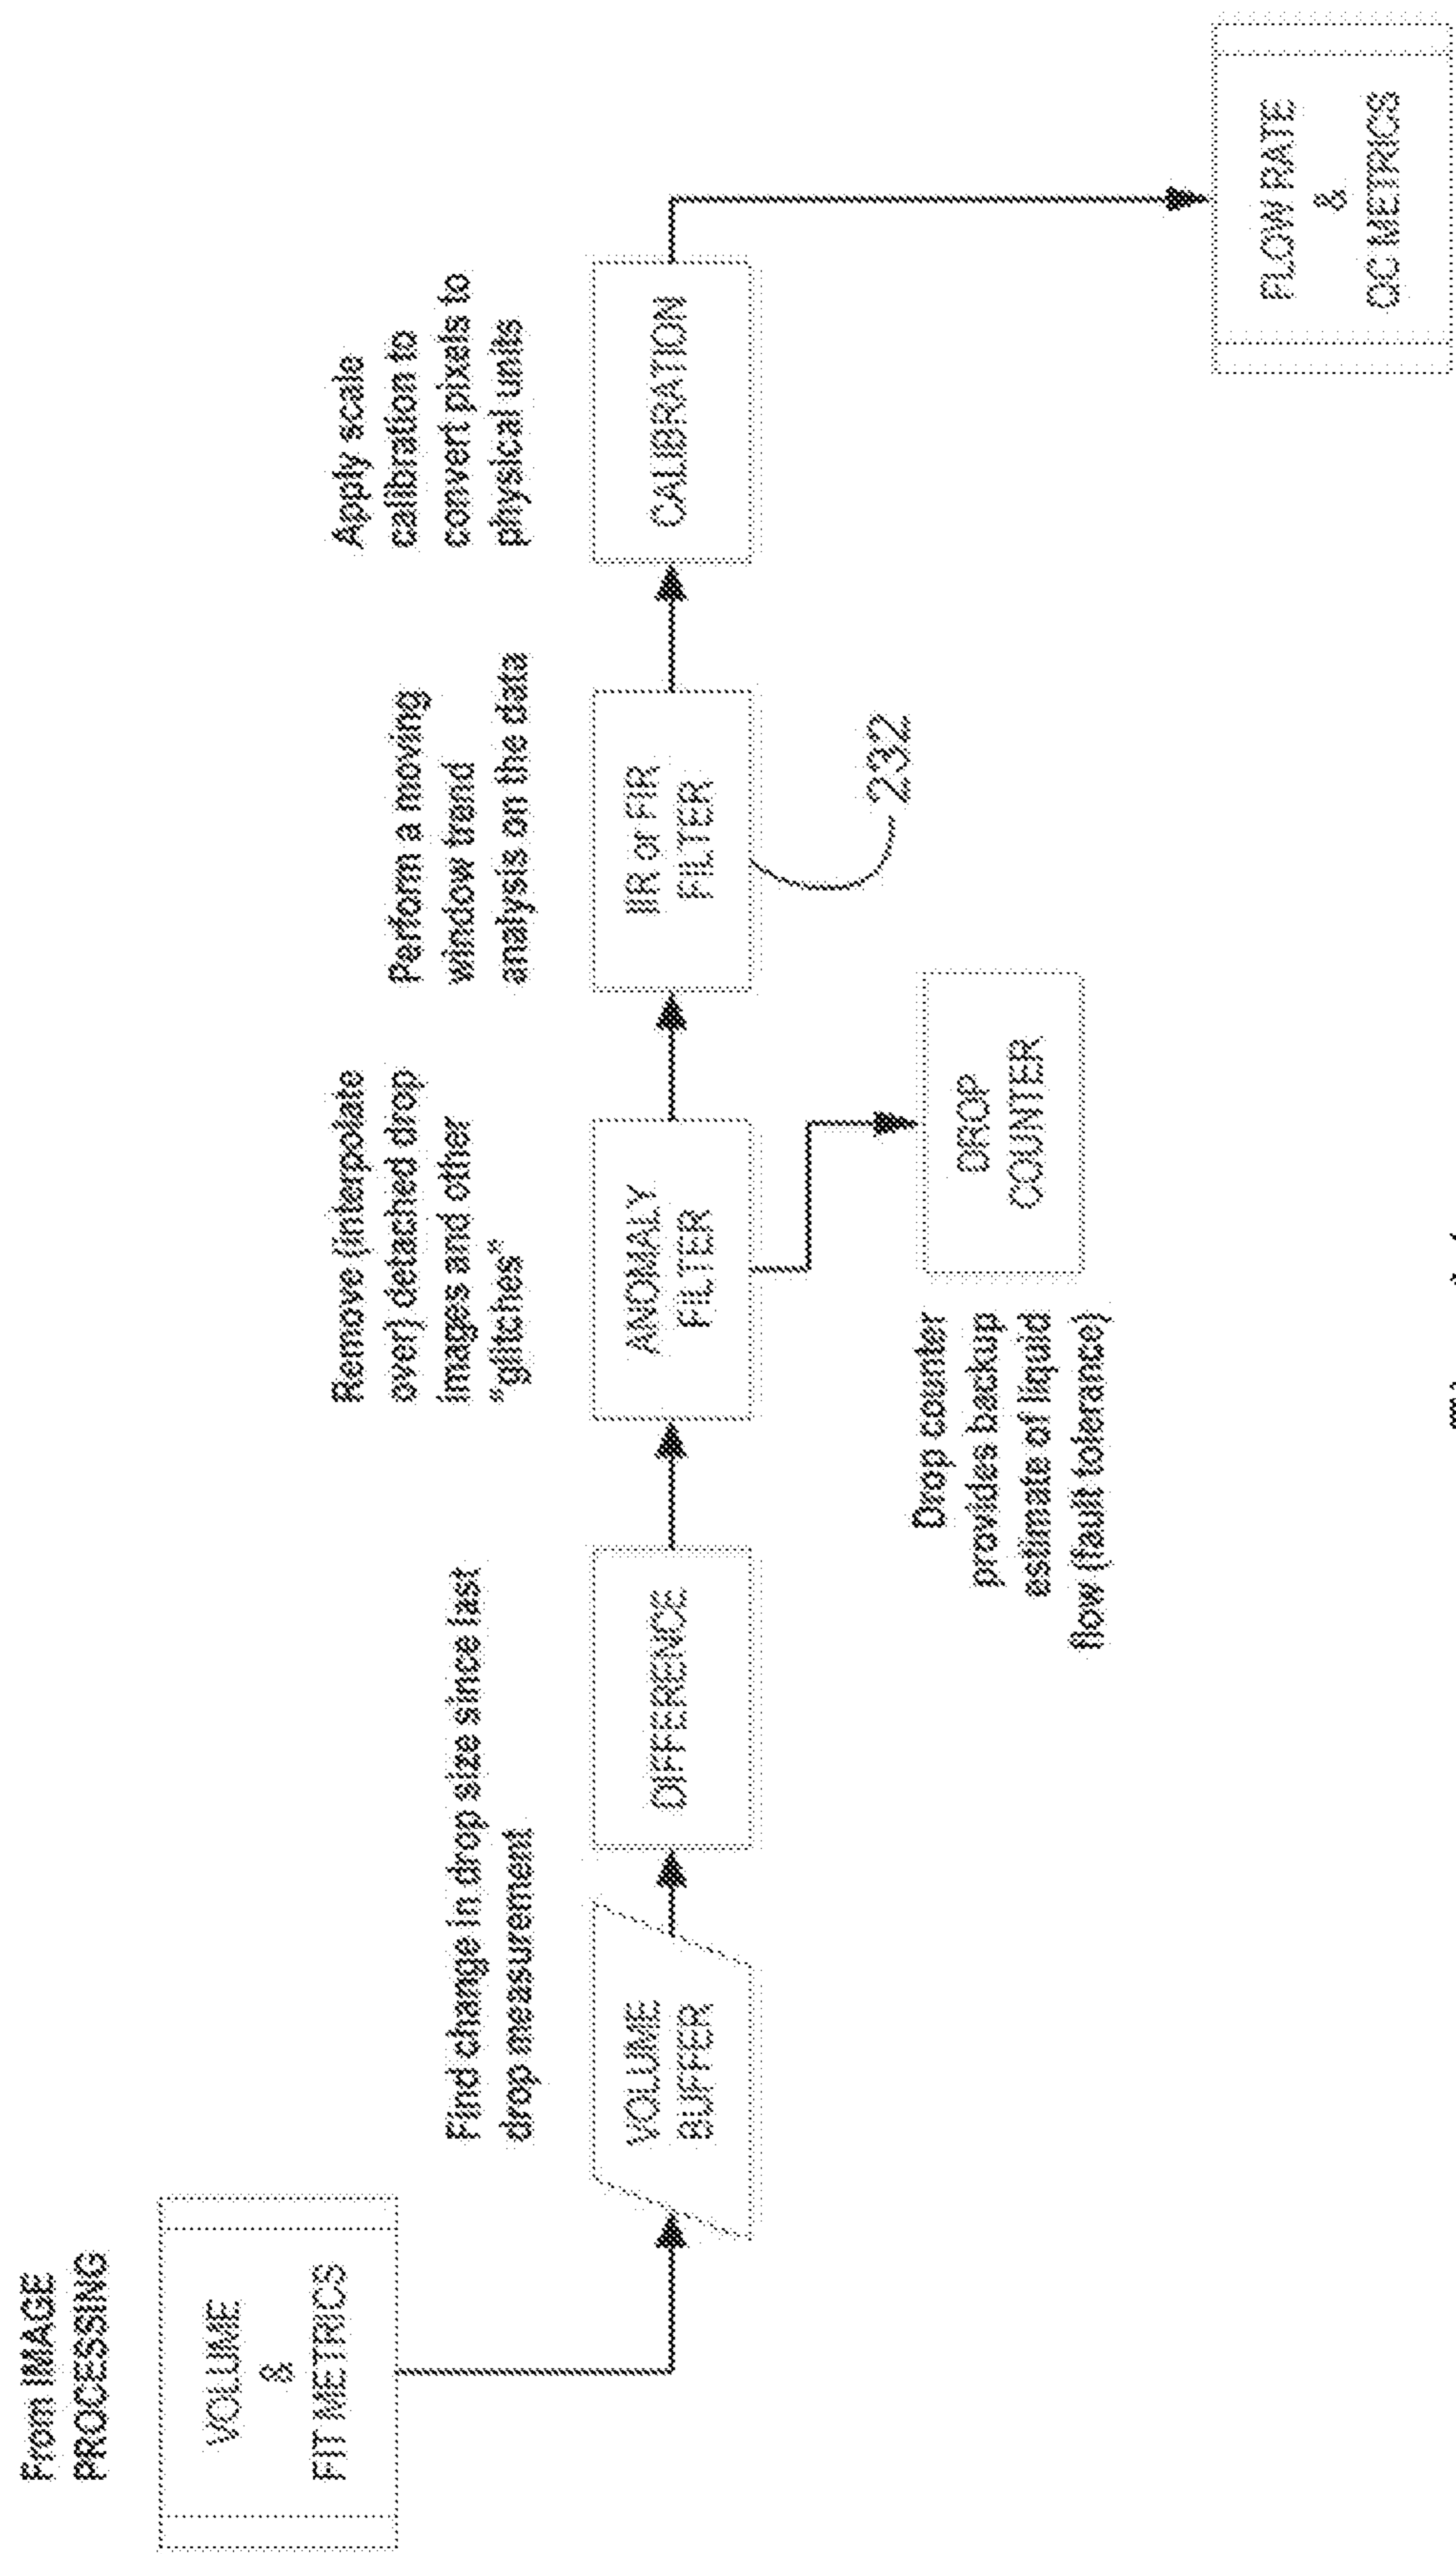 From IMAGE
PROCESSING
VOLUME
&
FIT METRICS
Find change in drop size since last
drop measurement
VOLUME
BUFFER
DIFFERENCE
Remove (interpolate
over) detached drop
images and other
"glitches"
ANOMALY
FILTER
Drop counter
provides backup
estimate of liquid
flow (fault tolerance)
DROP
COUNTER
Perform a moving
window trend
analysis on the data
IIR or FIR
FILTER
232
Apply scale
calibration to
convert pixels to
physical units
CALIBRATION
FLOW RATE
&
QC METRICS